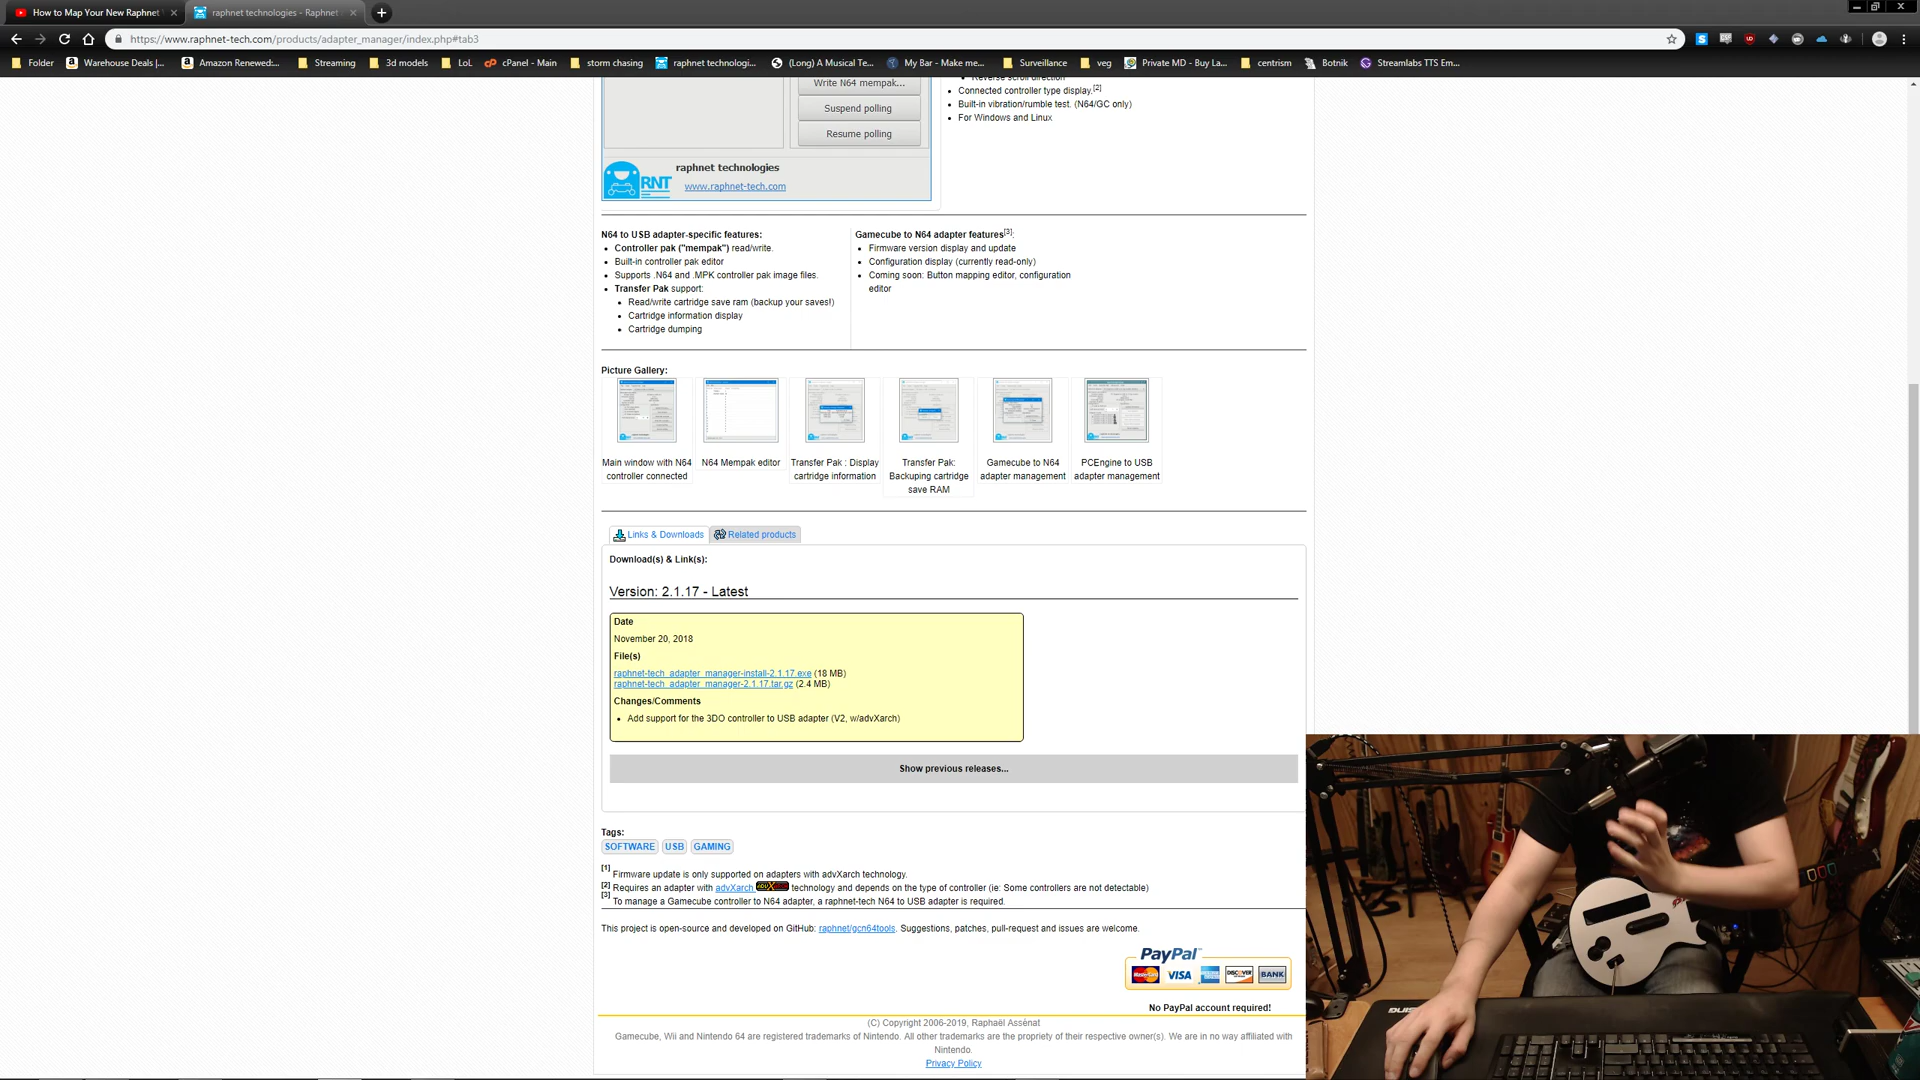 How to Map Your New Raphnet
raphnet technologies - Raphnet
https://www.raphnet-tech.com/products/adapter_manager/index.php#tab3
Folder
Warehouse Deals |...
Amazon Renewed:...
Streaming
3d models
LoL
cPanel - Main
storm chasing
raphnet technologi...
(Long) A Musical Te...
My Bar - Make me...
Surveillance
veg
Private MD - Buy La...
centrism
Botnik
Streamlabs TTS Em...
Write N64 mempak...
Suspend polling
Resume polling
RNT
raphnet technologies
www.raphnet-tech.com
Reverse scroll direction
Connected controller type display.[2]
Built-in vibration/rumble test. (N64/GC only)
For Windows and Linux
N64 to USB adapter-specific features:
Controller pak ("mempak") read/write.
Built-in controller pak editor
Supports .N64 and .MPK controller pak image files.
Transfer Pak support:
Read/write cartridge save ram (backup your saves!)
Cartridge information display
Cartridge dumping
Gamecube to N64 adapter features[3]:
Firmware version display and update
Configuration display (currently read-only)
Coming soon: Button mapping editor, configuration
editor
Picture Gallery:
Main window with N64
controller connected
N64 Mempak editor
Transfer Pak : Display
cartridge information
Transfer Pak:
Backuping cartridge
save RAM
Gamecube to N64
adapter management
PCEngine to USB
adapter management
Links & Downloads
Related products
Download(s) & Link(s):
Version: 2.1.17 - Latest
Date
November 20, 2018
File(s)
raphnet-tech_adapter_manager-install-2.1.17.exe (18 MB)
raphnet-tech_adapter_manager-2.1.17.tar.gz (2.4 MB)
Changes/Comments
Add support for the 3DO controller to USB adapter (V2, w/advXarch)
Show previous releases...
Tags:
SOFTWARE USB GAMING
[1] Firmware update is only supported on adapters with advXarch technology.
[2] Requires an adapter with advXarch technology and depends on the type of controller (ie: Some controllers are not detectable)
[3] To manage a Gamecube controller to N64 adapter, a raphnet-tech N64 to USB adapter is required.
This project is open-source and developed on GitHub: raphnet/gcn64tools. Suggestions, patches, pull-request and issues are welcome.
PayPal
MasterCard VISA DISCOVER BANK
No PayPal account required!
(C) Copyright 2006-2019, Raphaël Assénat
Gamecube, Wii and Nintendo 64 are registered trademarks of Nintendo. All other trademarks are the propriety of their respective owner(s). We are in no way affiliated with
Nintendo.
Privacy Policy